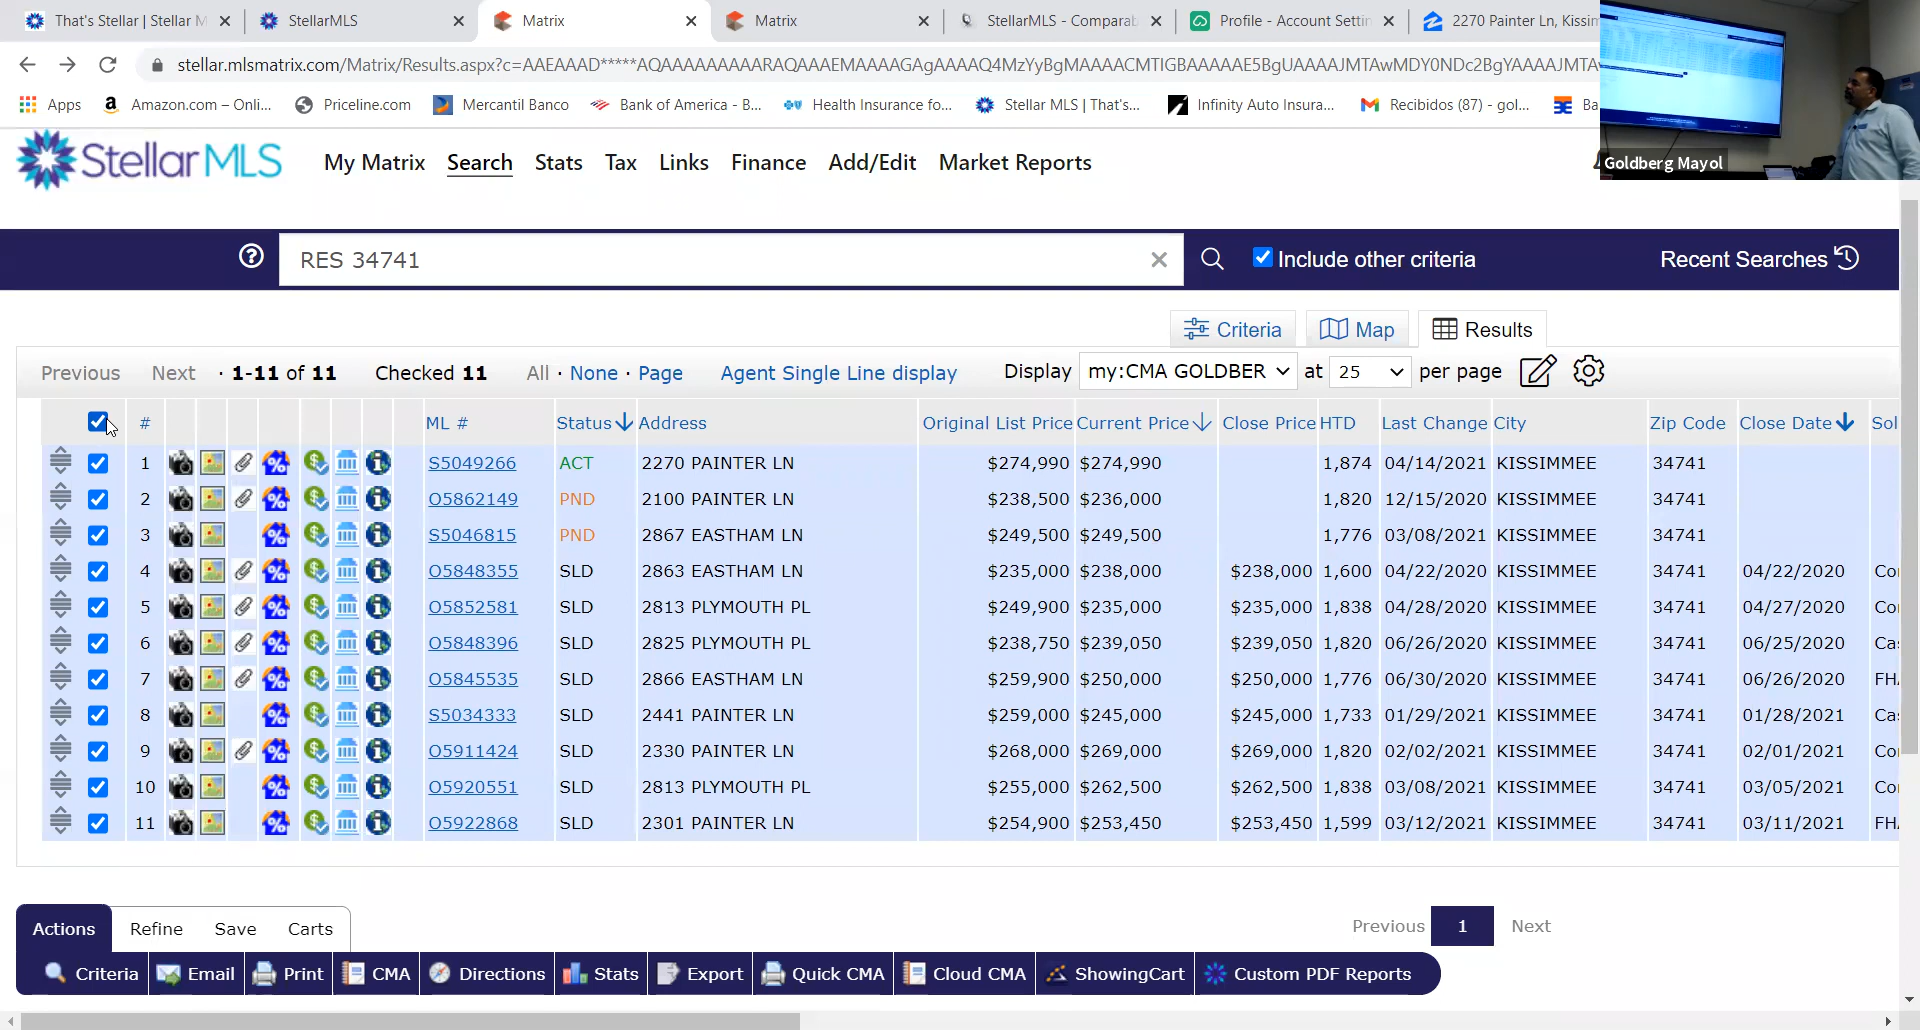 That's Stellar | Stellar M
StellarMLS
Matrix
Matrix
StellarMLS - Comparab
Profile - Account Settin
2270 Painter Ln, Kissim
stellar.mlsmatrix.com/Matrix/Results.aspx?c=AAEAAAD*****AQAAAAAAAAARAQAAAEMAAAAGAgAAAAQ4MzYyBgMAAAACMTIGBAAAAAE5BgUAAAAJMTAwMDY0NDc2BgYAAAAJMTA
Apps
Amazon.com – Onli...
Priceline.com
Mercantil Banco
Bank of America - B...
Health Insurance fo...
Stellar MLS | That's...
Infinity Auto Insura...
Recibidos (87) - gol...
Ba
Goldberg Mayol
Stellar MLS
My Matrix Search Stats Tax Links Finance Add/Edit Market Reports
RES 34741
Include other criteria
Recent Searches
Criteria Map Results
Previous Next · 1-11 of 11 Checked 11 All · None · Page Agent Single Line display Display my:CMA GOLDBER at 25 per page
# ML # Status Address Original List Price Current Price Close Price HTD Last Change City Zip Code Close Date Sol
1 S5049266 ACT 2270 PAINTER LN $274,990 $274,990 1,874 04/14/2021 KISSIMMEE 34741
2 O5862149 PND 2100 PAINTER LN $238,500 $236,000 1,820 12/15/2020 KISSIMMEE 34741
3 S5046815 PND 2867 EASTHAM LN $249,500 $249,500 1,776 03/08/2021 KISSIMMEE 34741
4 O5848355 SLD 2863 EASTHAM LN $235,000 $238,000 $238,000 1,600 04/22/2020 KISSIMMEE 34741 04/22/2020 Co
5 O5852581 SLD 2813 PLYMOUTH PL $249,900 $235,000 $235,000 1,838 04/28/2020 KISSIMMEE 34741 04/27/2020 Co
6 O5848396 SLD 2825 PLYMOUTH PL $238,750 $239,050 $239,050 1,820 06/26/2020 KISSIMMEE 34741 06/25/2020 Ca
7 O5845535 SLD 2866 EASTHAM LN $259,900 $250,000 $250,000 1,776 06/30/2020 KISSIMMEE 34741 06/26/2020 FH
8 S5034333 SLD 2441 PAINTER LN $259,000 $245,000 $245,000 1,733 01/29/2021 KISSIMMEE 34741 01/28/2021 Ca
9 O5911424 SLD 2330 PAINTER LN $268,000 $269,000 $269,000 1,820 02/02/2021 KISSIMMEE 34741 02/01/2021 Co
10 O5920551 SLD 2813 PLYMOUTH PL $255,000 $262,500 $262,500 1,838 03/08/2021 KISSIMMEE 34741 03/05/2021 Co
11 O5922868 SLD 2301 PAINTER LN $254,900 $253,450 $253,450 1,599 03/12/2021 KISSIMMEE 34741 03/11/2021 FH
Actions Refine Save Carts
Previous 1 Next
Criteria Email Print CMA Directions Stats Export Quick CMA Cloud CMA ShowingCart Custom PDF Reports